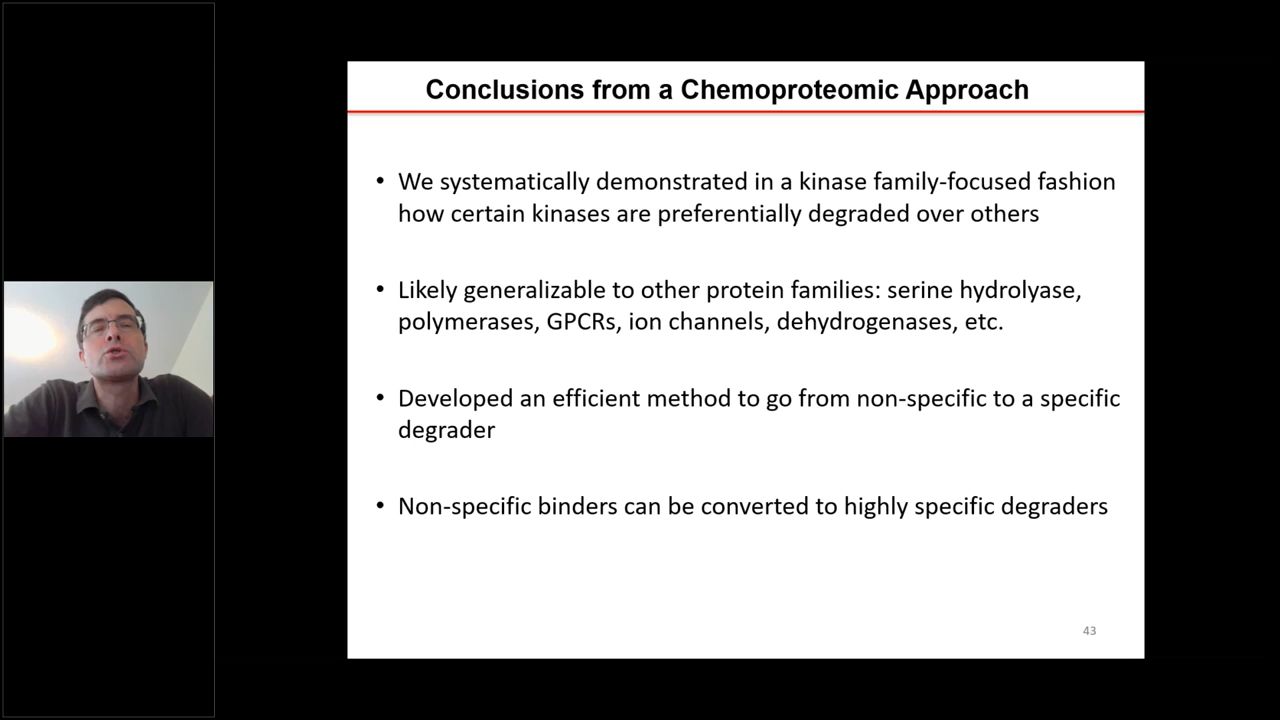 Conclusions from a Chemoproteomic Approach
• We systematically demonstrated in a kinase family-focused fashion
how certain kinases are preferentially degraded over others
• Likely generalizable to other protein families: serine hydrolyase,
polymerases, GPCRs, ion channels, dehydrogenases, etc.
• Developed an efficient method to go from non-specific to a specific
degrader
• Non-specific binders can be converted to highly specific degraders
43